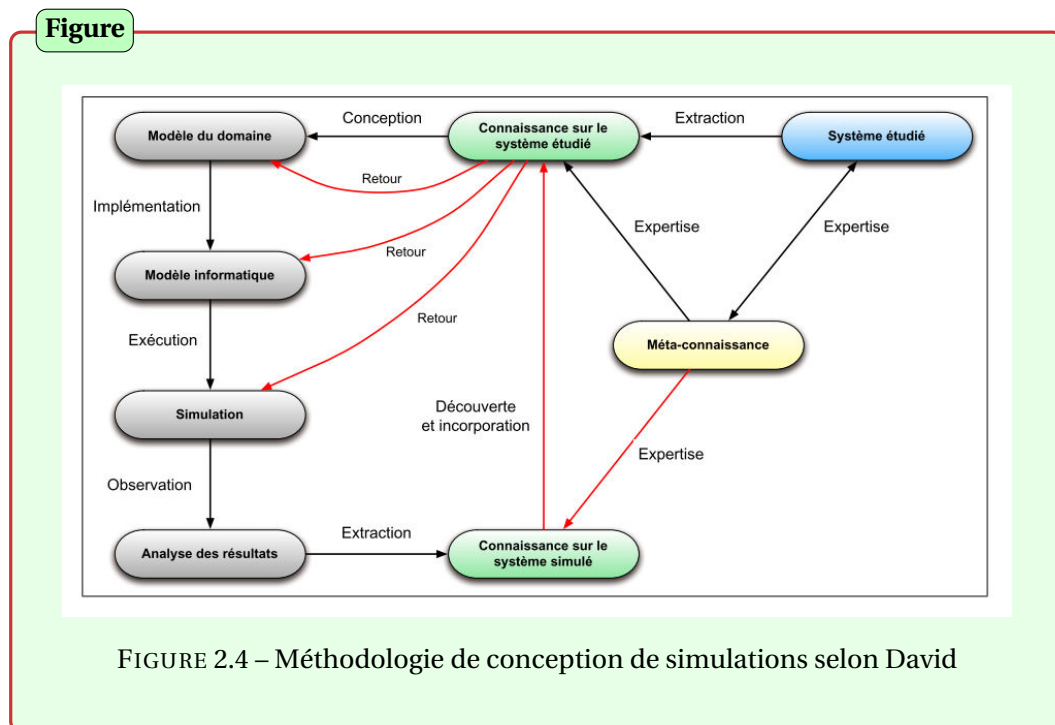 Figure
Modèle du domaine
Conception
Connaissance sur le
système étudié
Extraction
Système étudié
Retour
Implémentation
Expertise
Expertise
Retour
Modèle informatique
Retour
Exécution
Méta-connaissance
Simulation
Découverte
et incorporation
Expertise
Observation
Analyse des résultats
Extraction
Connaissance sur le
système simulé
FIGURE 2.4 – Méthodologie de conception de simulations selon David